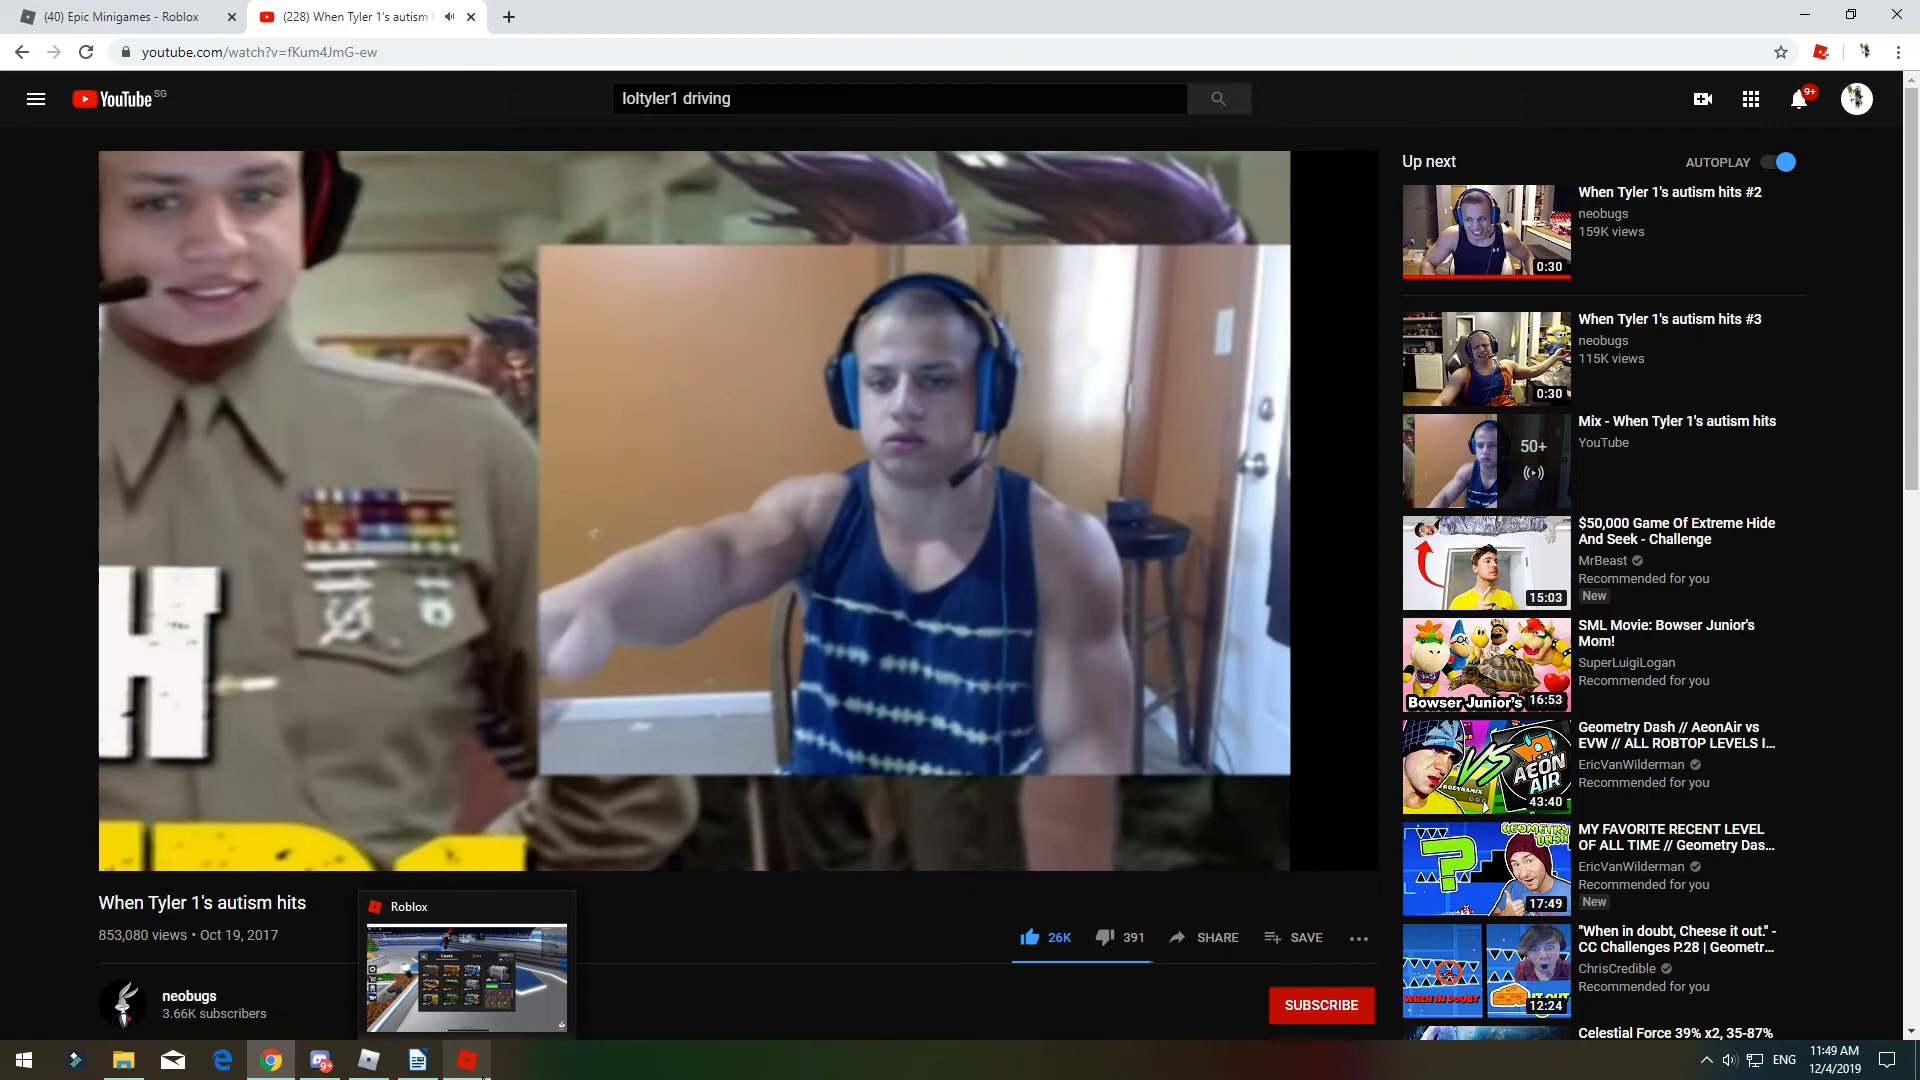 (40) Epic Minigames - Roblox
(228) When Tyler 1's autism
youtube.com/watch?v=fKum4JmG-ew
YouTube SG
loltyler1 driving
9+
H
Up next
AUTOPLAY
When Tyler 1's autism hits #2
neobugs
159K views
0:30
When Tyler 1's autism hits #3
neobugs
115K views
0:30
Mix - When Tyler 1's autism hits
YouTube
50+
$50,000 Game Of Extreme Hide
And Seek - Challenge
MrBeast
Recommended for you
New
15:03
SML Movie: Bowser Junior's
Mom!
SuperLuigiLogan
Recommended for you
Bowser Junior's
16:53
Geometry Dash // AeonAir vs
EVW // ALL ROBTOP LEVELS I...
EricVanWilderman
Recommended for you
VS
AEON
AIR
43:40
MY FAVORITE RECENT LEVEL
OF ALL TIME // Geometry Das...
EricVanWilderman
Recommended for you
New
17:49
"When in doubt, Cheese it out." -
CC Challenges P.28 | Geometr...
ChrisCredible
Recommended for you
WHEN IN DOUBT
12:24
Celestial Force 39% x2, 35-87%
When Tyler 1's autism hits
853,080 views • Oct 19, 2017
26K
391
SHARE
SAVE
neobugs
3.66K subscribers
SUBSCRIBE
Roblox
9+
ENG
11:49 AM
12/4/2019